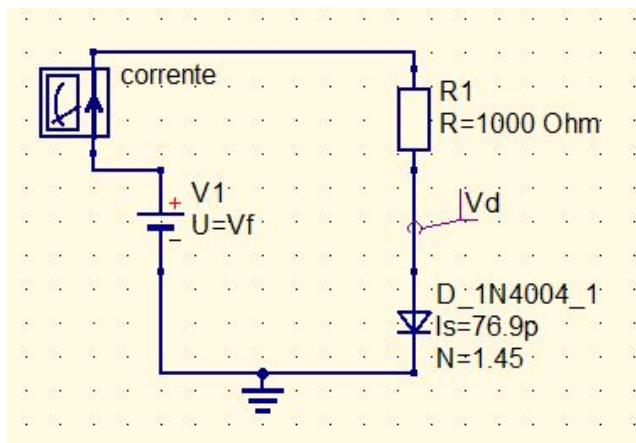 corrente
R1
R=1000 Ohm
V1
U=Vf
+
−
Vd
D_1N4004_1
Is=76.9p
N=1.45